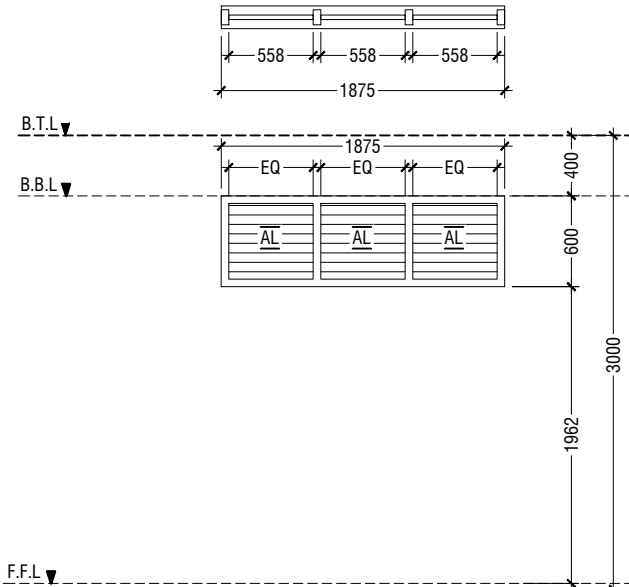 558 558 558
1875
B.T.L
1875
EQ EQ EQ
400
B.B.L
AL AL AL
600
3000
1962
F.F.L